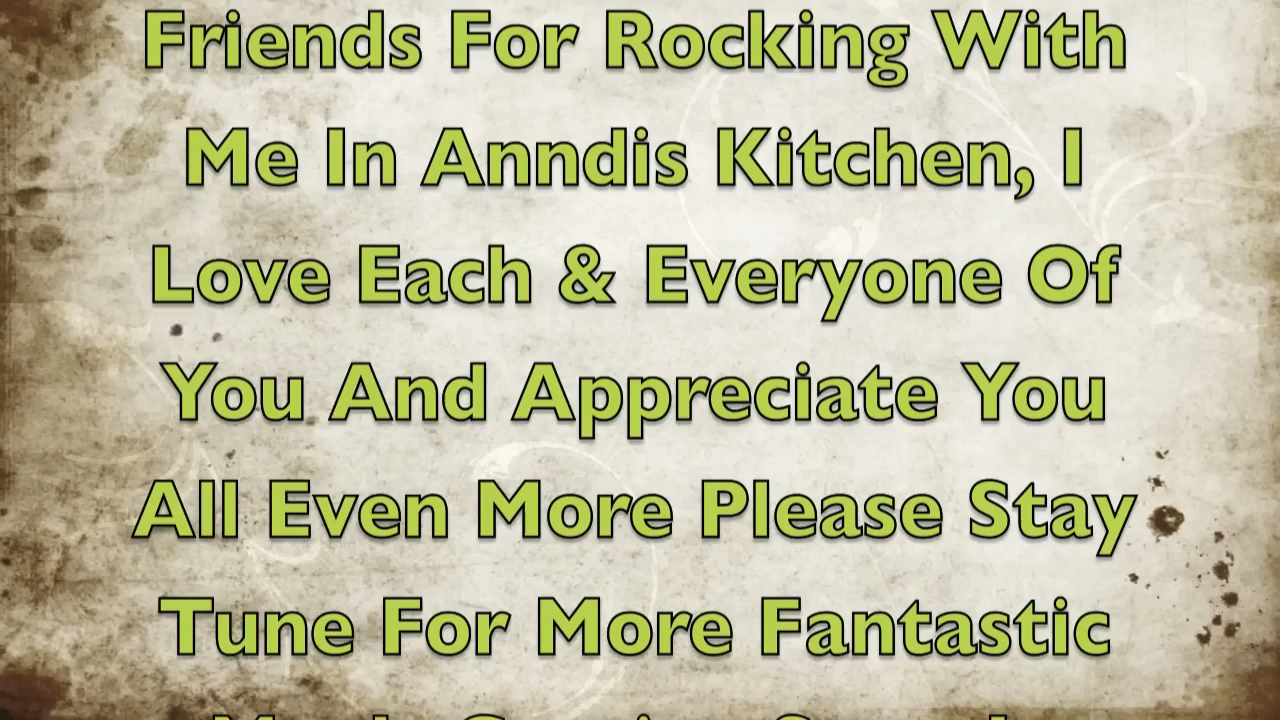 Friends For Rocking With
Me In Anndis Kitchen, I
Love Each & Everyone Of
You And Appreciate You
All Even More Please Stay
Tune For More Fantastic